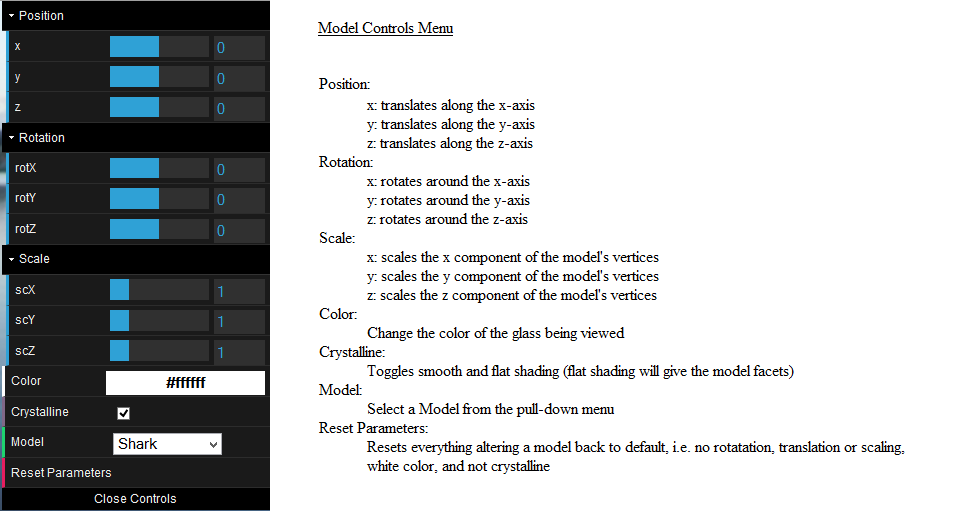 Position
x 0
y 0
z 0
Rotation
rotX 0
rotY 0
rotZ 0
Scale
scX 1
scY 1
scZ 1
Color #ffffff
Crystalline
Model Shark
Reset Parameters
Close Controls
Model Controls Menu
Position:
x: translates along the x-axis
y: translates along the y-axis
z: translates along the z-axis
Rotation:
x: rotates around the x-axis
y: rotates around the y-axis
z: rotates around the z-axis
Scale:
x: scales the x component of the model's vertices
y: scales the y component of the model's vertices
z: scales the z component of the model's vertices
Color:
Change the color of the glass being viewed
Crystalline:
Toggles smooth and flat shading (flat shading will give the model facets)
Model:
Select a Model from the pull-down menu
Reset Parameters:
Resets everything altering a model back to default, i.e. no rotatation, translation or scaling,
white color, and not crystalline